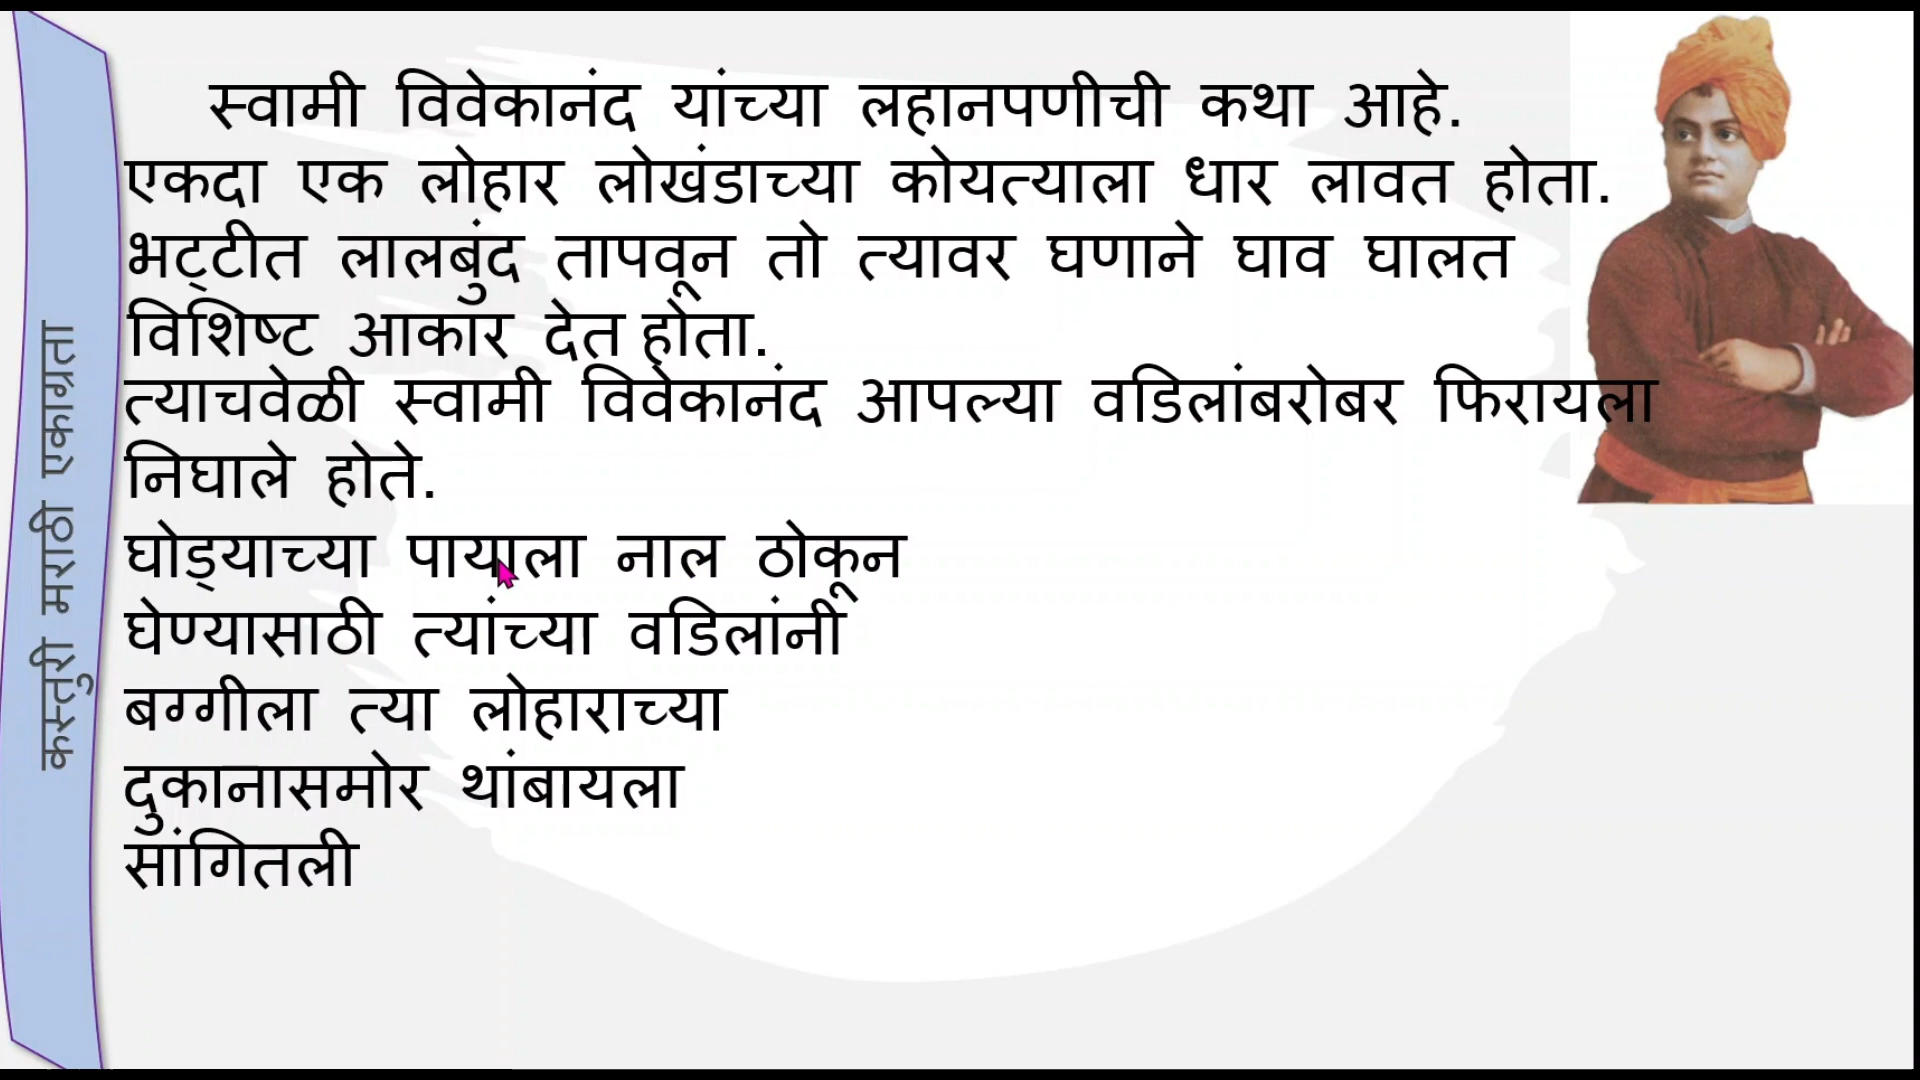 स्वामी विवेकानंद यांच्या लहानपणीची कथा आहे.
एकदा एक लोहार लोखंडाच्या कोयत्याला धार लावत होता.
भट्टीत लालबुंद तापवून तो त्यावर घणाने घाव घालत
विशिष्ट आकार देत होता.
त्याचवेळी स्वामी विवेकानंद आपल्या वडिलांबरोबर फिरायला
निघाले होते.
घोड्याच्या पायाला नाल ठोकून
घेण्यासाठी त्यांच्या वडिलांनी
बग्गीला त्या लोहाराच्या
दुकानासमोर थांबायला
सांगितली
कस्तुरी मराठी एकाग्रता